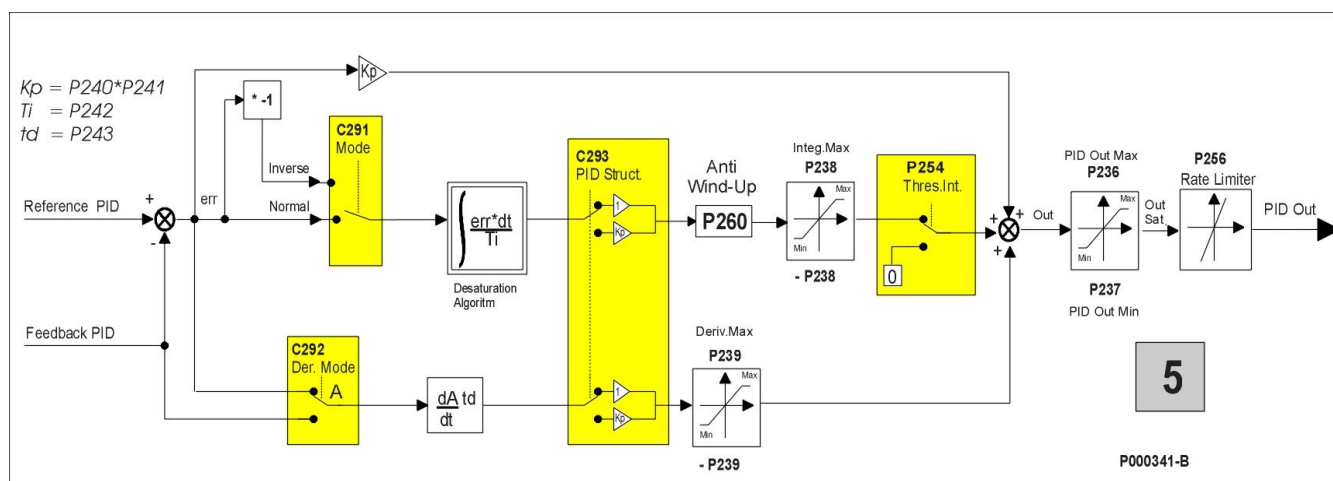 Kp = P240*P241
Ti = P242
td = P243
Kp
* -1
C291
Mode
Inverse
Normal
Reference PID
+
-
err
err*dt
Ti
Desaturation
Algoritm
C293
PID Struct.
1
Kp
Anti
Wind-Up
P260
Integ.Max
P238
Max
Min
- P238
P254
Thres.Int.
0
+
+
+
Out
PID Out Max
P236
Max
Min
P237
PID Out Min
Out
Sat
P256
Rate Limiter
PID Out
Feedback PID
C292
Der. Mode
A
dA td
dt
1
Kp
Deriv.Max
P239
Max
Min
- P239
5
P000341-B